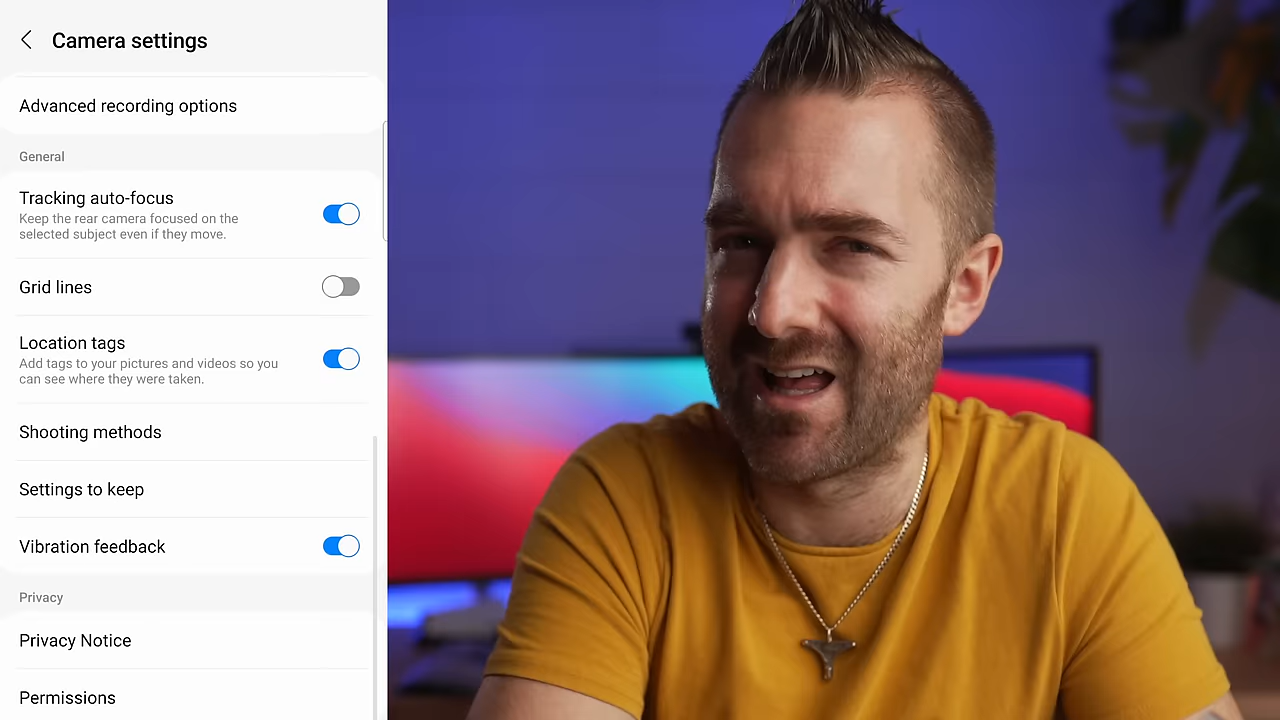 Camera settings
Advanced recording options
General
Tracking auto-focus
Keep the rear camera focused on the
selected subject even if they move.
Grid lines
Location tags
Add tags to your pictures and videos so you
can see where they were taken.
Shooting methods
Settings to keep
Vibration feedback
Privacy
Privacy Notice
Permissions